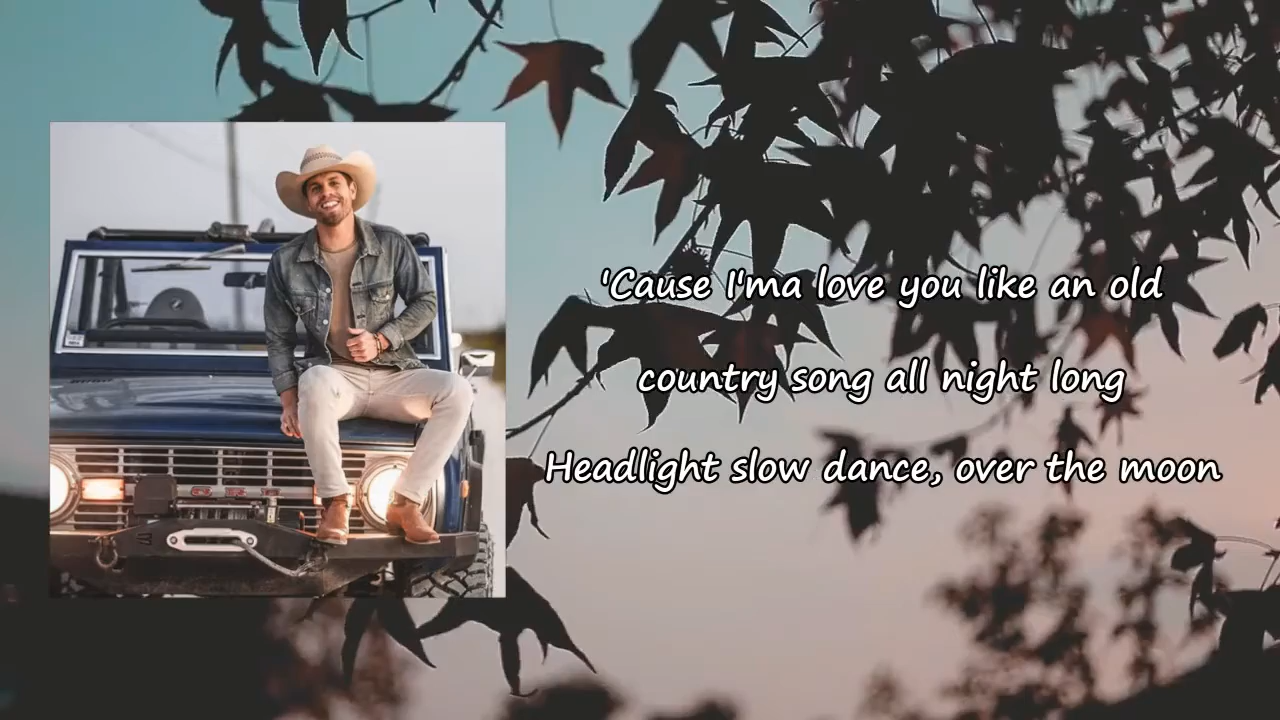 'Cause I'ma love you like an old
country song all night long
Headlight slow dance, over the moon